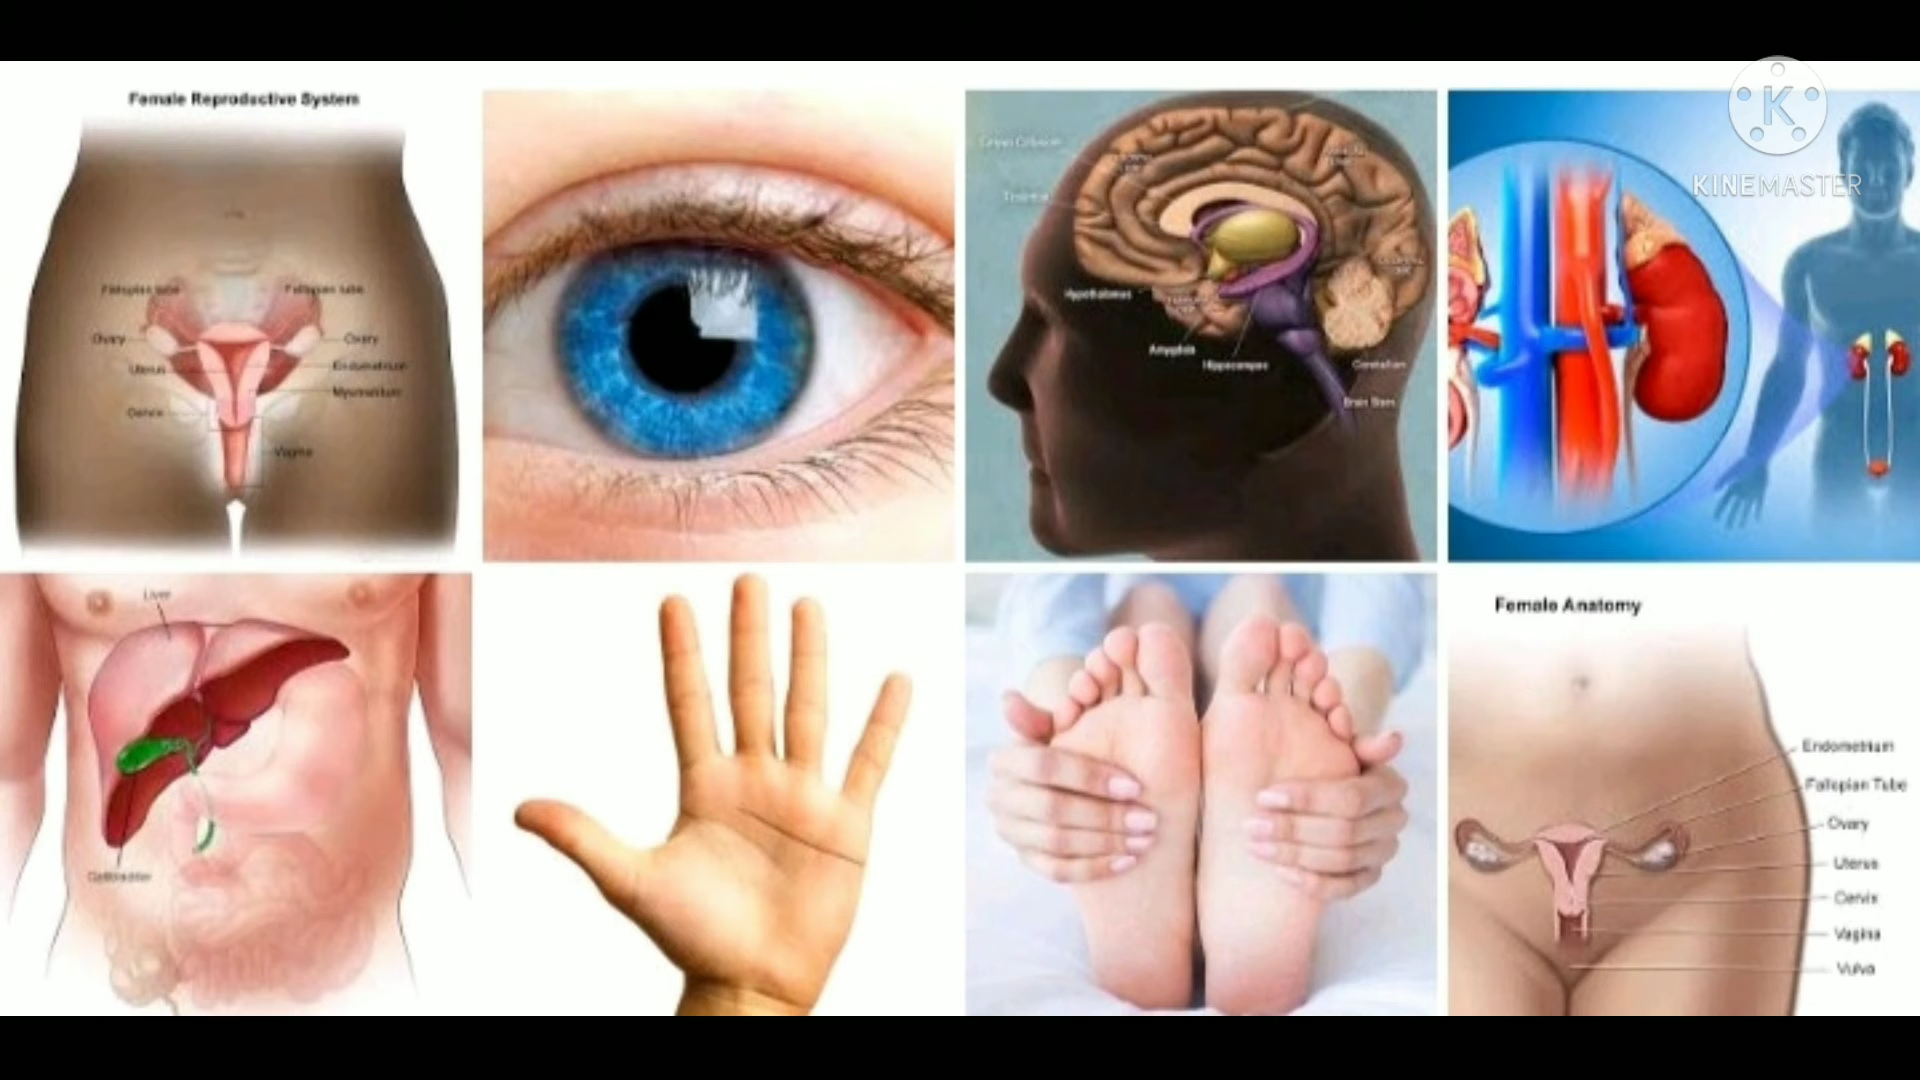 Female Reproductive System
Fallopian tube
Fallopian tube
Ovary
Ovary
Uterus
Endometrium
Myometrium
Cervix
Vagina
Hypothalamus
Amygdala
Hippocampus
Cerebellum
Brain Stem
K
KINEMASTER
Liver
Gallbladder
Female Anatomy
Endometrium
Fallopian Tube
Ovary
Uterus
Cervix
Vagina
Vulva